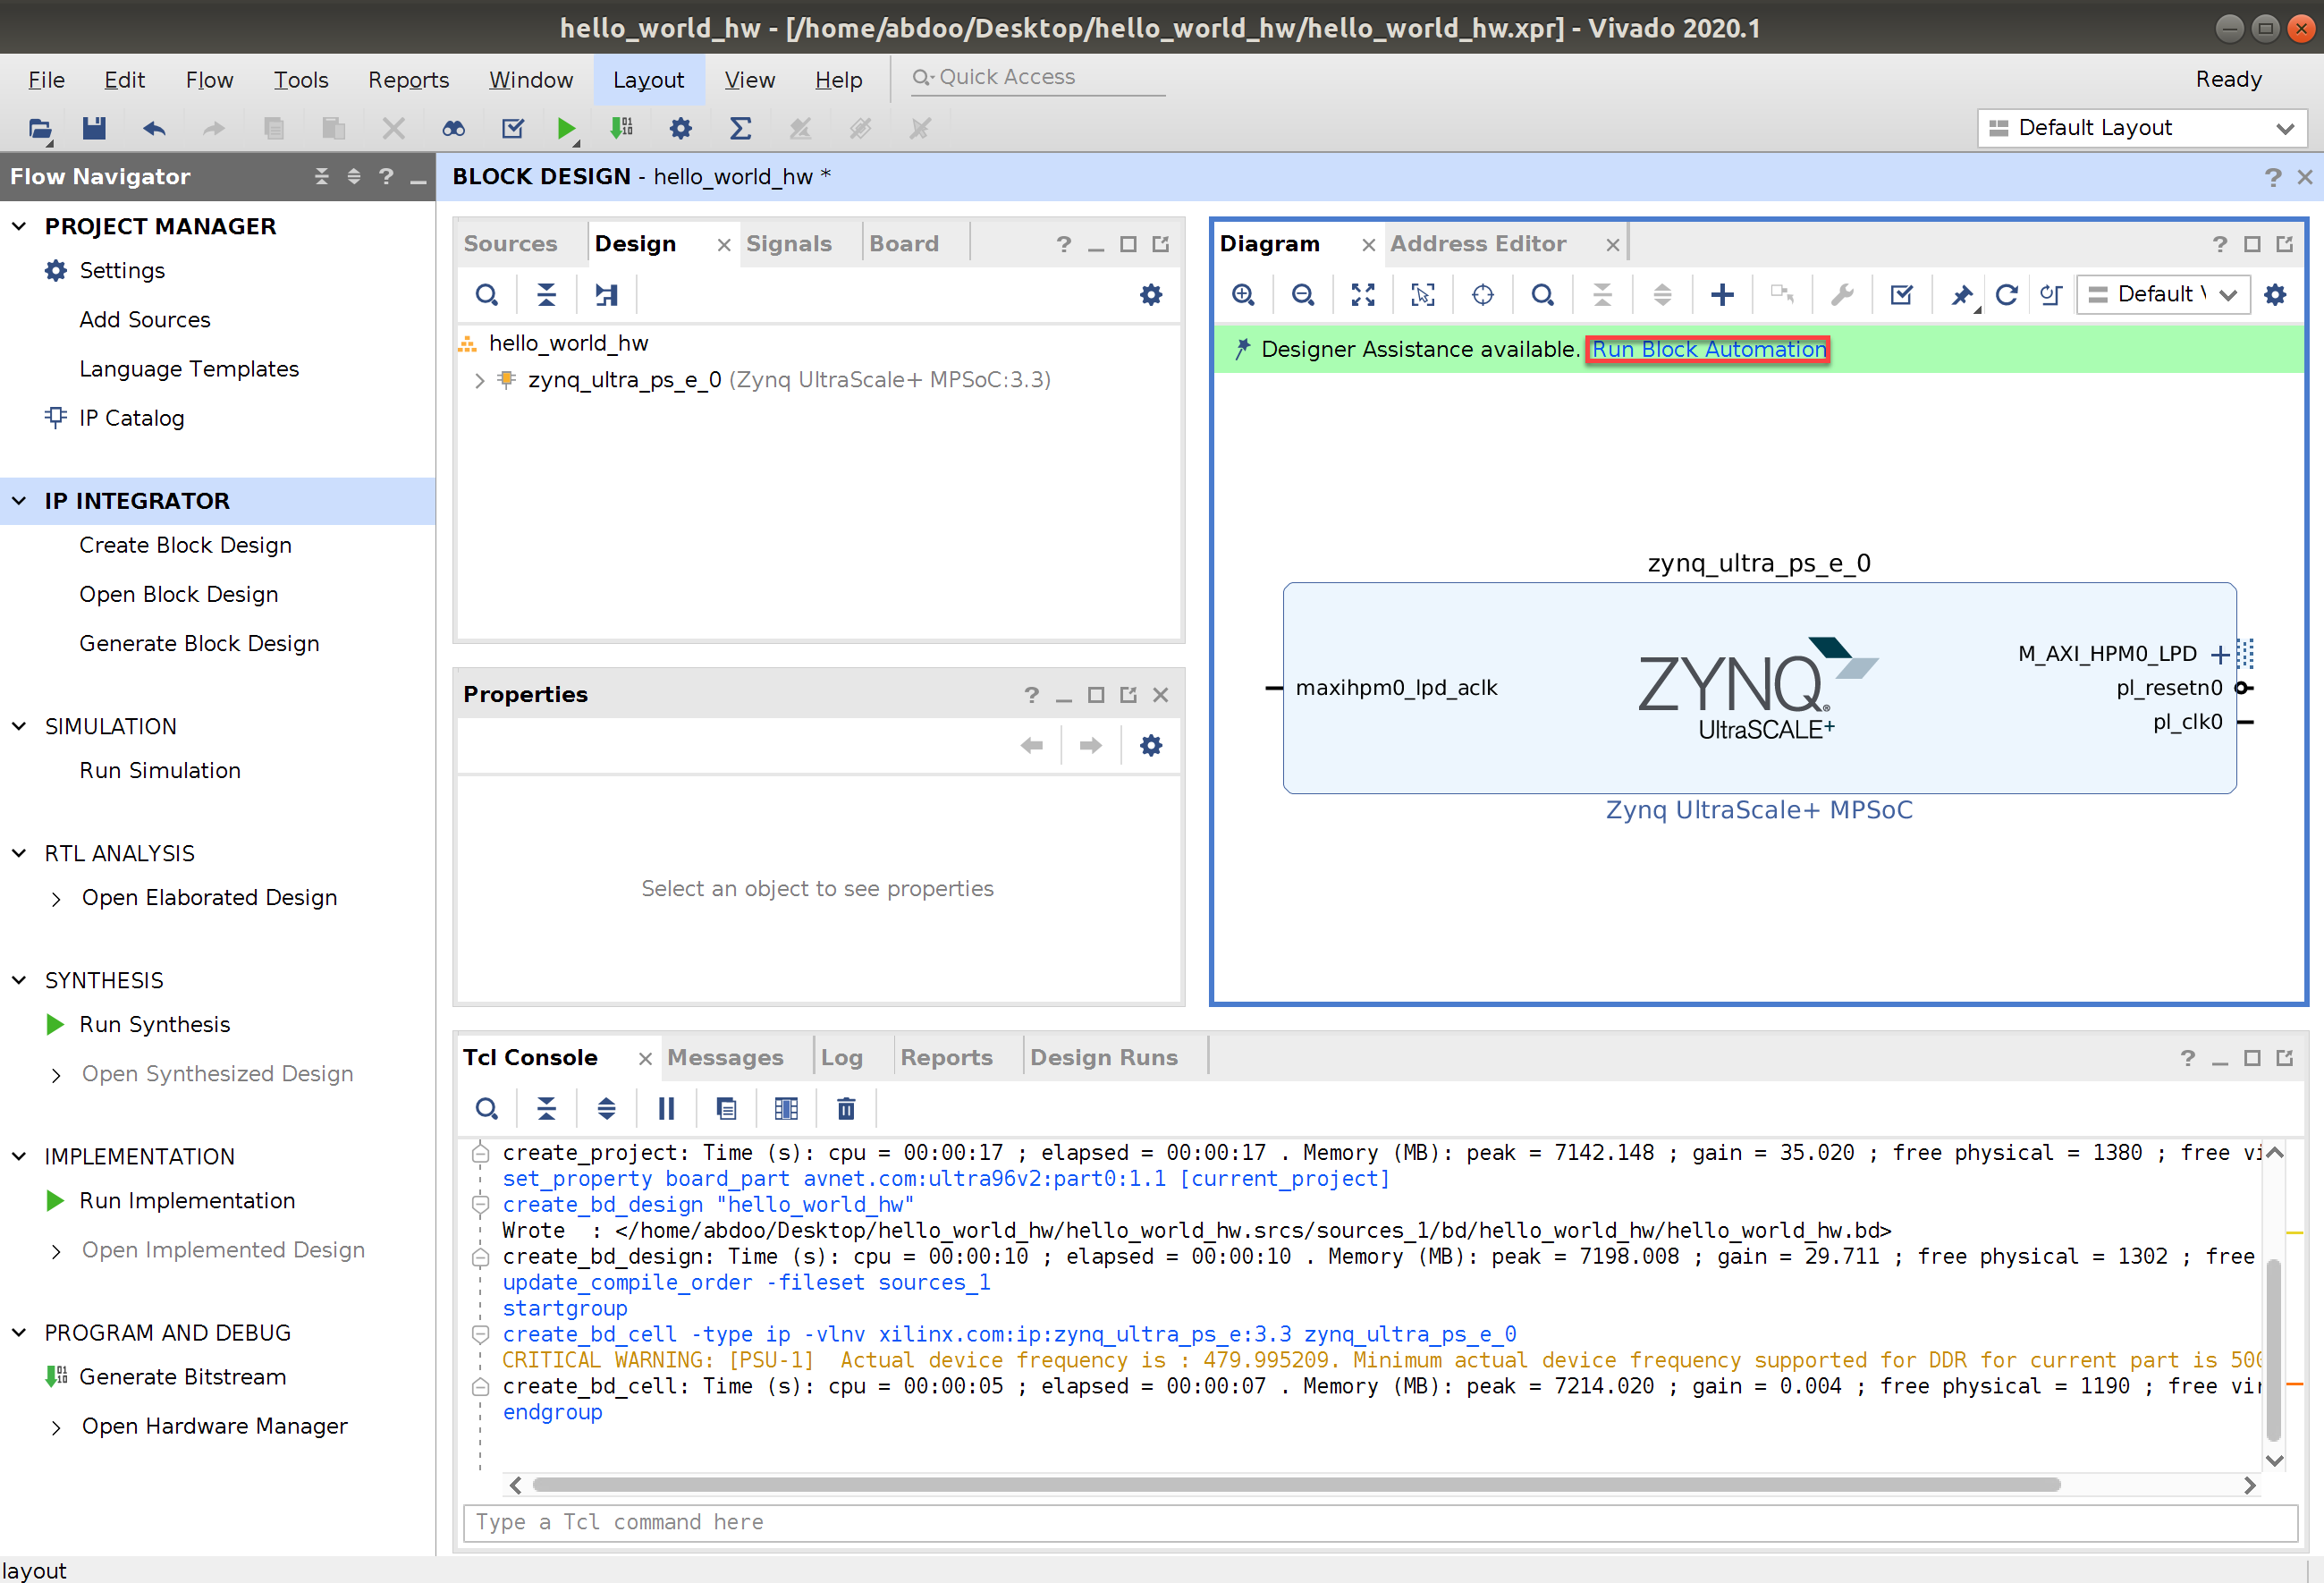 hello_world_hw - [/home/abdoo/Desktop/hello_world_hw/hello_world_hw.xpr] - Vivado 2020.1
File Edit Flow Tools Reports Window Layout View Help Quick Access Ready
Default Layout
Flow Navigator
PROJECT MANAGER
Settings
Add Sources
Language Templates
IP Catalog
IP INTEGRATOR
Create Block Design
Open Block Design
Generate Block Design
SIMULATION
Run Simulation
RTL ANALYSIS
Open Elaborated Design
SYNTHESIS
Run Synthesis
Open Synthesized Design
IMPLEMENTATION
Run Implementation
Open Implemented Design
PROGRAM AND DEBUG
Generate Bitstream
Open Hardware Manager
BLOCK DESIGN - hello_world_hw *
Sources Design Signals Board
hello_world_hw
zynq_ultra_ps_e_0 (Zynq UltraScale+ MPSoC:3.3)
Properties
Select an object to see properties
Diagram Address Editor
Default
Designer Assistance available. Run Block Automation
zynq_ultra_ps_e_0
maxihpm0_lpd_aclk
ZYNQ®
UltraSCALE+
M_AXI_HPM0_LPD
pl_resetn0
pl_clk0
Zynq UltraScale+ MPSoC
Tcl Console Messages Log Reports Design Runs
create_project: Time (s): cpu = 00:00:17 ; elapsed = 00:00:17 . Memory (MB): peak = 7142.148 ; gain = 35.020 ; free physical = 1380 ; free vi
set_property board_part avnet.com:ultra96v2:part0:1.1 [current_project]
create_bd_design "hello_world_hw"
Wrote  : </home/abdoo/Desktop/hello_world_hw/hello_world_hw.srcs/sources_1/bd/hello_world_hw/hello_world_hw.bd>
create_bd_design: Time (s): cpu = 00:00:10 ; elapsed = 00:00:10 . Memory (MB): peak = 7198.008 ; gain = 29.711 ; free physical = 1302 ; free
update_compile_order -fileset sources_1
startgroup
create_bd_cell -type ip -vlnv xilinx.com:ip:zynq_ultra_ps_e:3.3 zynq_ultra_ps_e_0
CRITICAL WARNING: [PSU-1]  Actual device frequency is : 479.995209. Minimum actual device frequency supported for DDR for current part is 500
create_bd_cell: Time (s): cpu = 00:00:05 ; elapsed = 00:00:07 . Memory (MB): peak = 7214.020 ; gain = 0.004 ; free physical = 1190 ; free vir
endgroup
Type a Tcl command here
layout